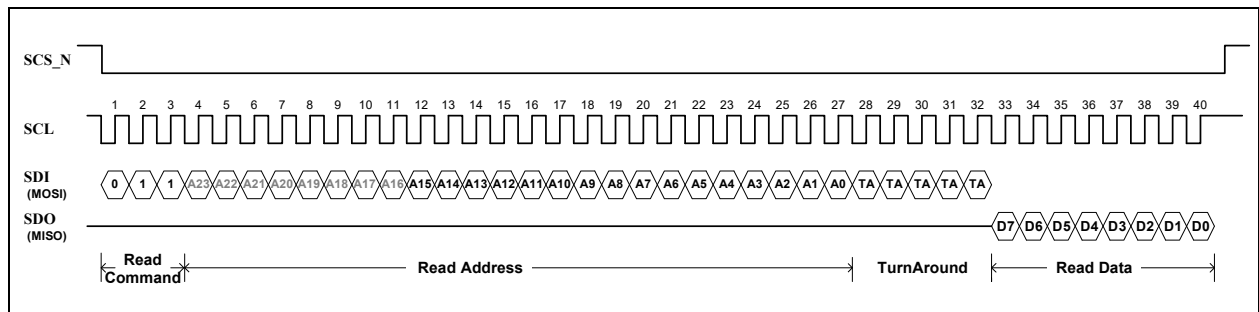 SCS_N
1 2 3 4 5 6 7 8 9 10 11 12 13 14 15 16 17 18 19 20 21 22 23 24 25 26 27 28 29 30 31 32 33 34 35 36 37 38 39 40
SCL
SDI
(MOSI)
0 1 1 A23 A22 A21 A20 A19 A18 A17 A16 A15 A14 A13 A12 A11 A10 A9 A8 A7 A6 A5 A4 A3 A2 A1 A0 TA TA TA TA TA
SDO
(MISO)
D7 D6 D5 D4 D3 D2 D1 D0
Read
Command
Read Address
TurnAround
Read Data